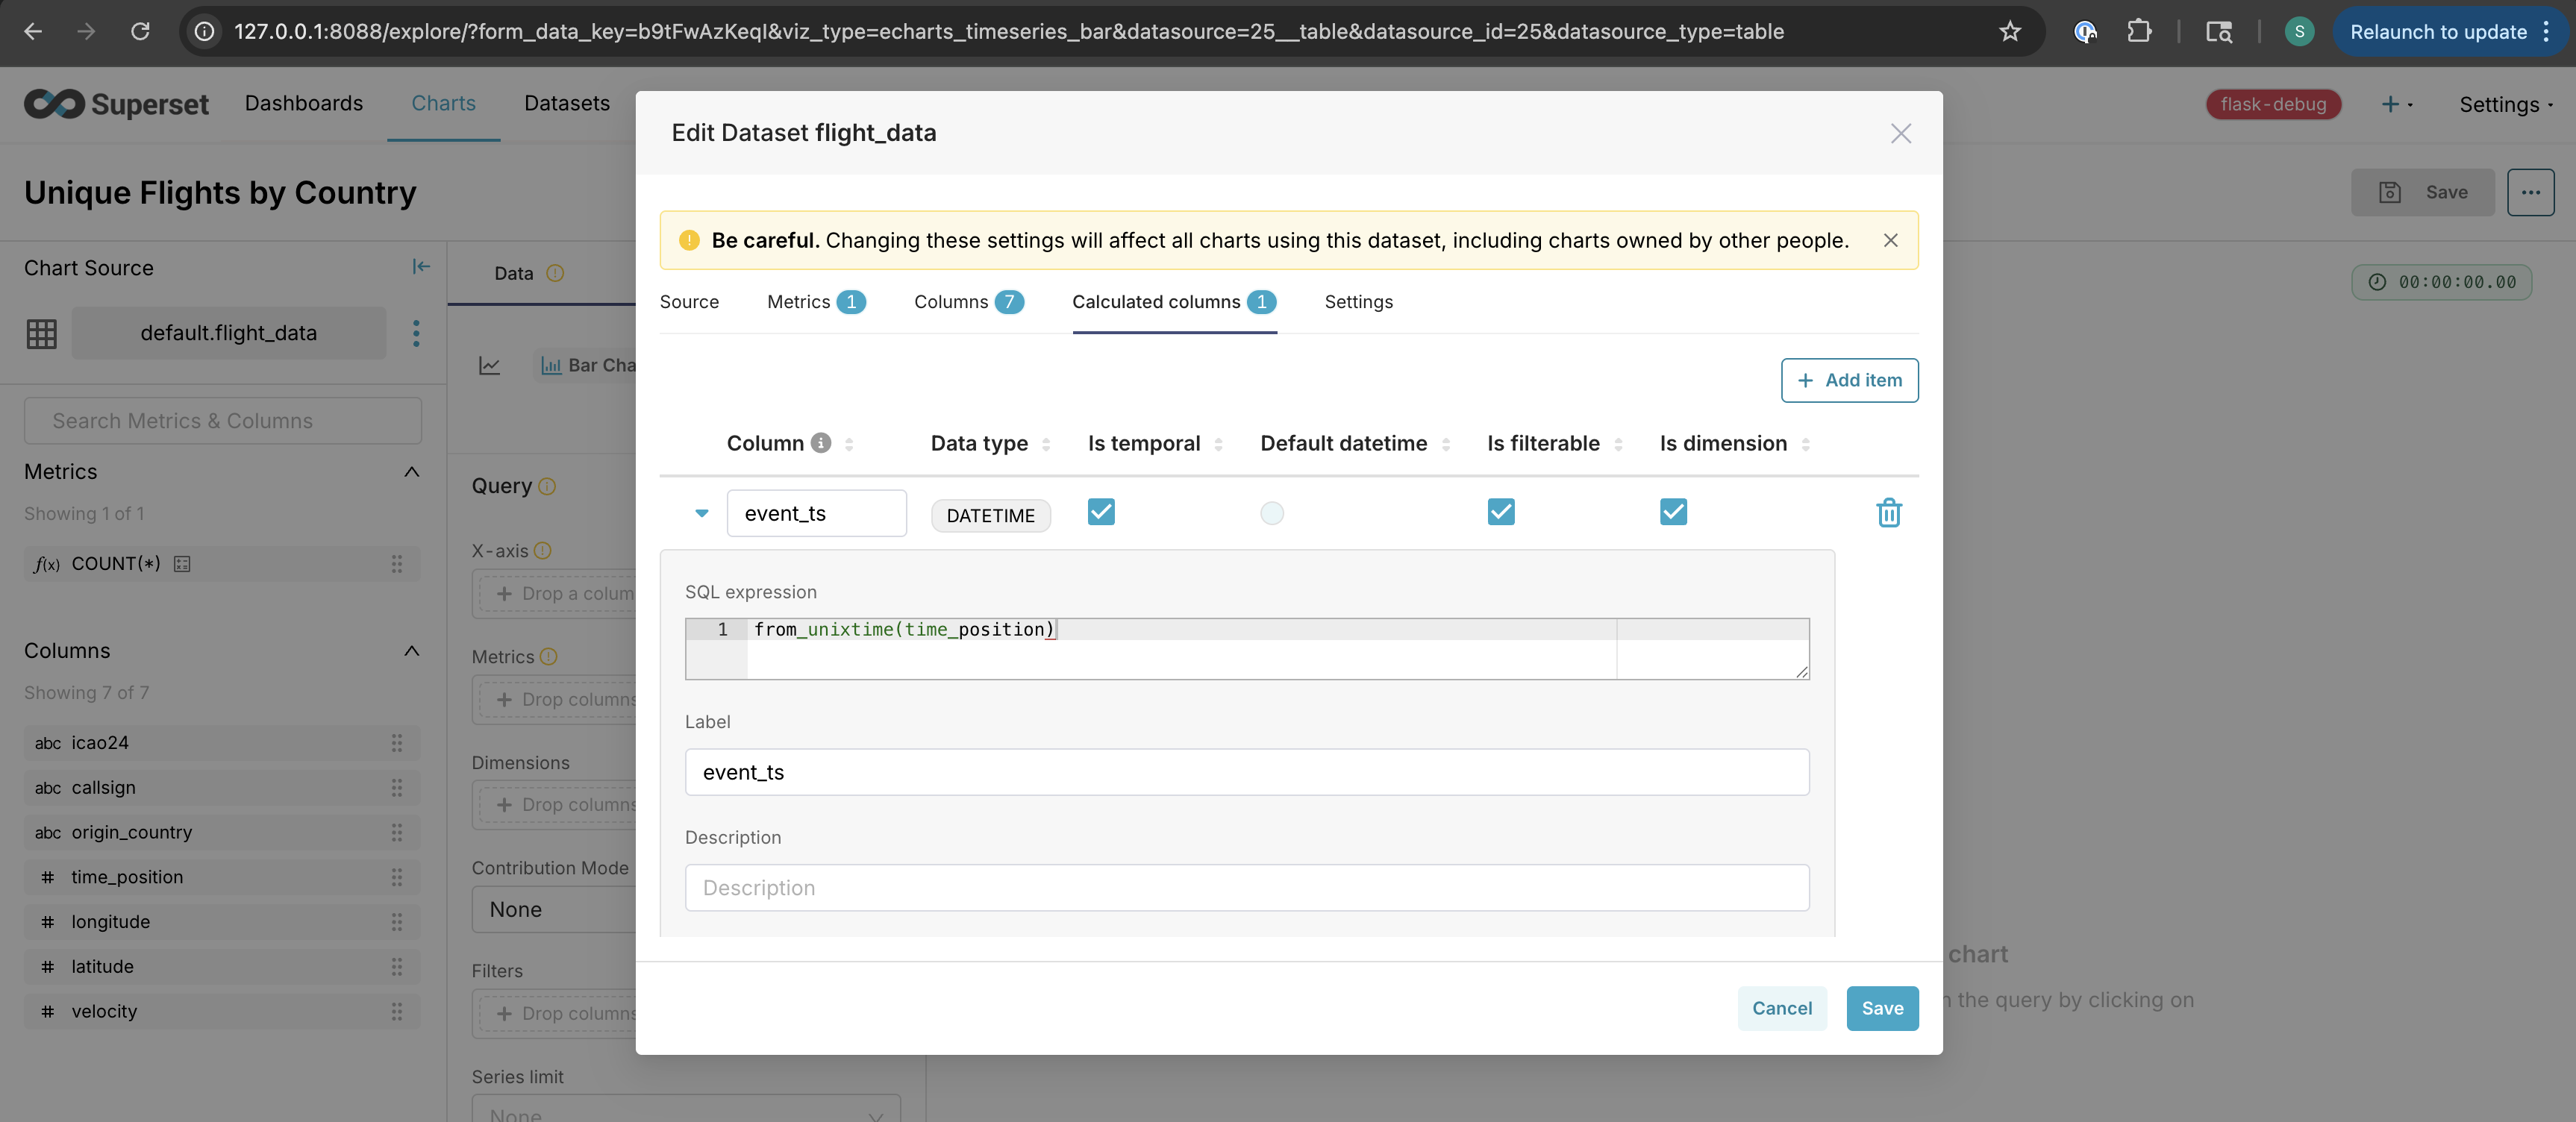 127.0.0.1:8088/explore/?form_data_key=b9tFwAzKeqI&viz_type=echarts_timeseries_bar&datasource=25__table&datasource_id=25&datasource_type=table
S
Relaunch to update
Superset
Dashboards
Charts
Datasets
flask-debug
Settings
Unique Flights by Country
Save
Chart Source
default.flight_data
Search Metrics & Columns
Metrics
Showing 1 of 1
f(x) COUNT(*)
Columns
Showing 7 of 7
abc icao24
abc callsign
abc origin_country
# time_position
# longitude
# latitude
# velocity
Data
Bar Cha
Query
X-axis
+ Drop a colum
Metrics
+ Drop columns
Dimensions
+ Drop columns
Contribution Mode
None
Filters
+ Drop columns
Series limit
None
Edit Dataset flight_data
Be careful. Changing these settings will affect all charts using this dataset, including charts owned by other people.
Source
Metrics 1
Columns 7
Calculated columns 1
Settings
+ Add item
Column
Data type
Is temporal
Default datetime
Is filterable
Is dimension
event_ts
DATETIME
SQL expression
1 from_unixtime(time_position)
Label
event_ts
Description
Description
Cancel
Save
00:00:00.00
chart
the query by clicking on